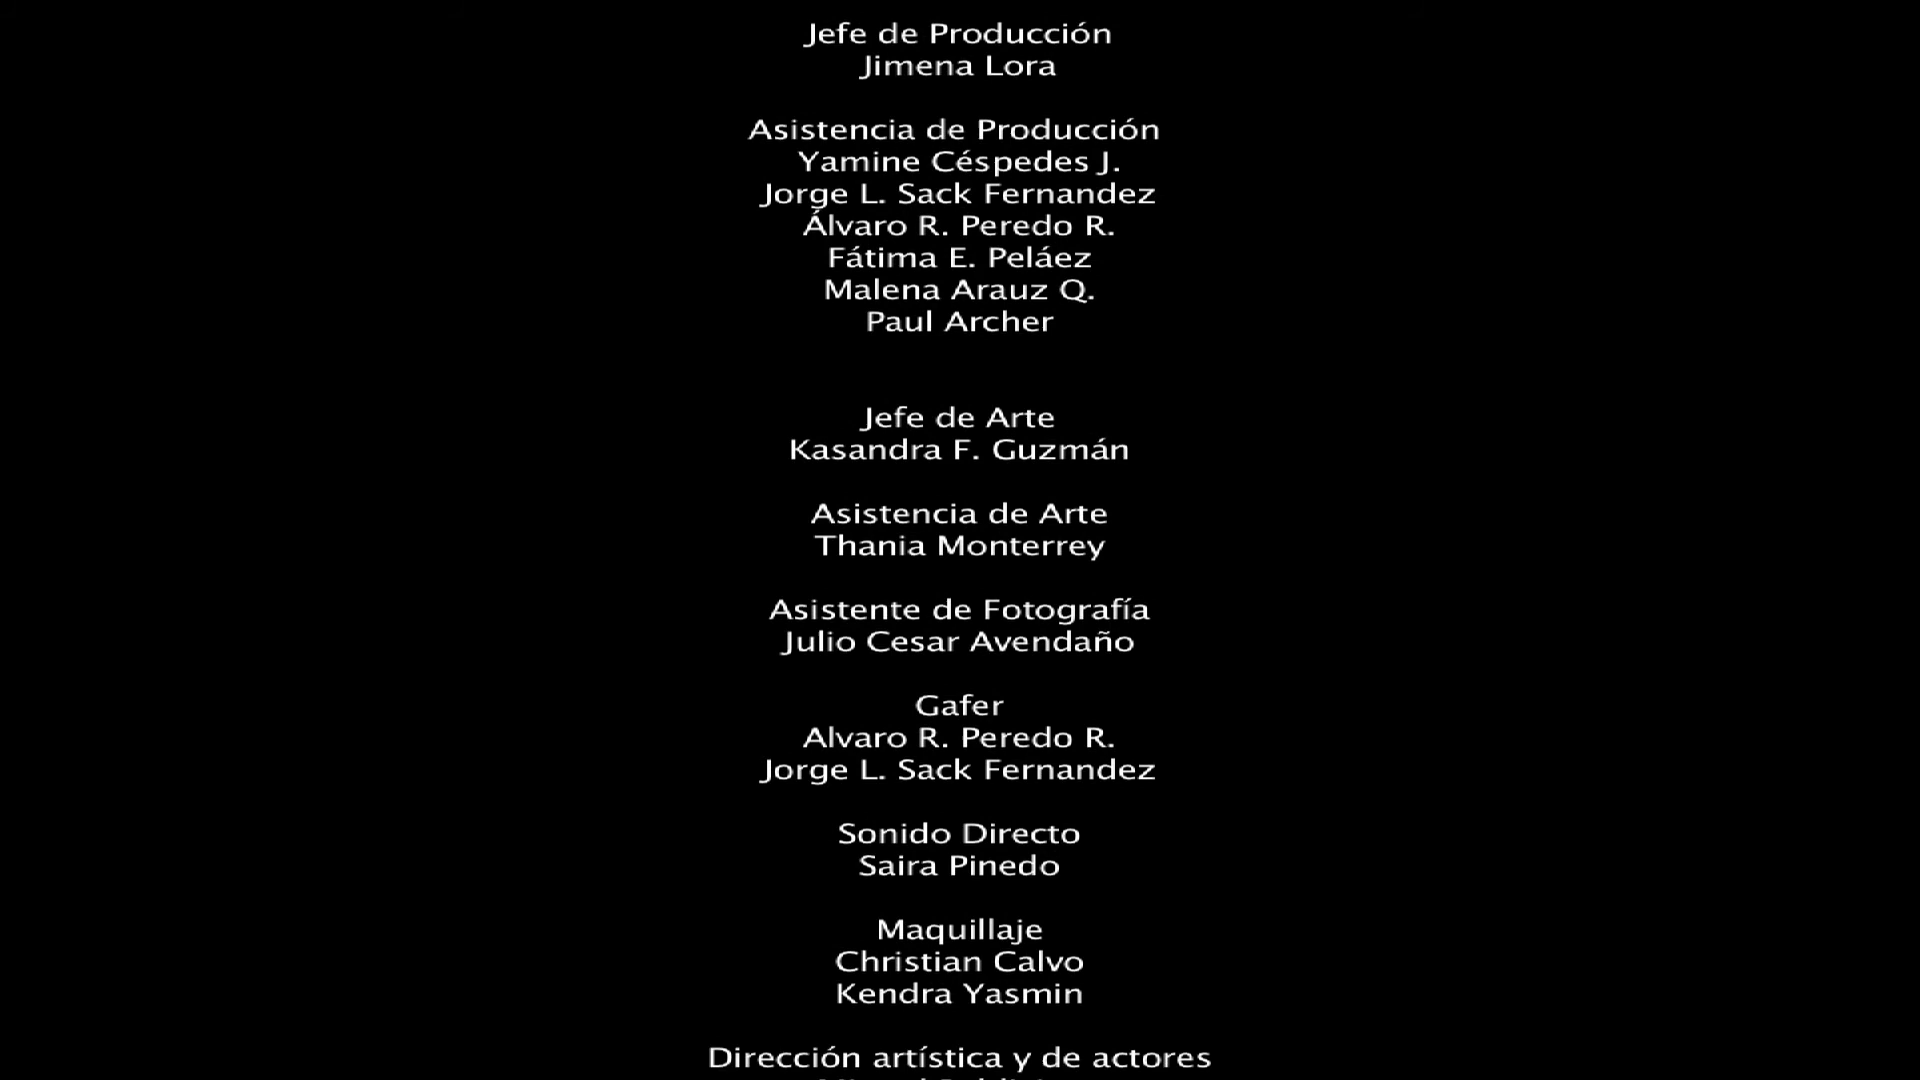 Jefe de Producción
Jimena Lora
Asistencia de Producción
Yamine Céspedes J.
Jorge L. Sack Fernandez
Álvaro R. Peredo R.
Fátima E. Peláez
Malena Arauz Q.
Paul Archer
Jefe de Arte
Kasandra F. Guzmán
Asistencia de Arte
Thania Monterrey
Asistente de Fotografía
Julio Cesar Avendaño
Gafer
Alvaro R. Peredo R.
Jorge L. Sack Fernandez
Sonido Directo
Saira Pinedo
Maquillaje
Christian Calvo
Kendra Yasmin
Dirección artística y de actores